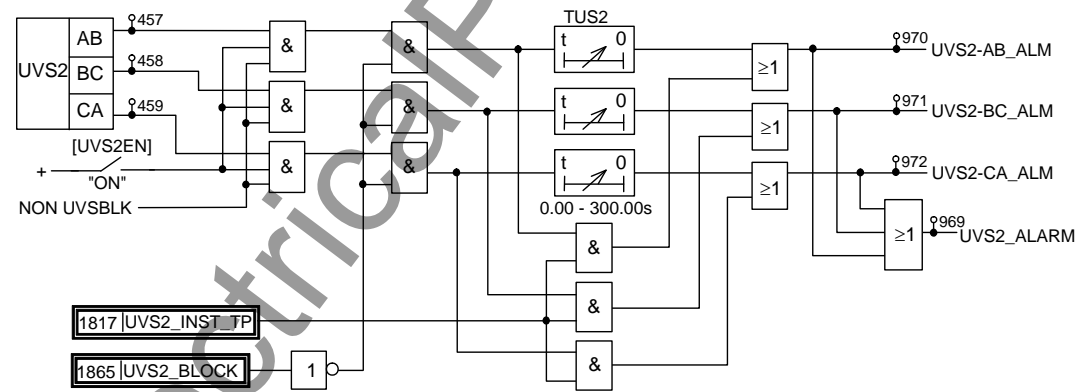 TUS2
457
970
AB
&
&
t 0
UVS2-AB_ALM
≥1
458
UVS2
BC
971
&
&
t 0
UVS2-BC_ALM
≥1
459
CA
[UVS2EN]
972
&
&
t 0
UVS2-CA_ALM
+
"ON"
≥1
NON UVSBLK
0.00 - 300.00s
969
&
≥1
UVS2_ALARM
&
1817 UVS2_INST_TP
&
1865 UVS2_BLOCK
1